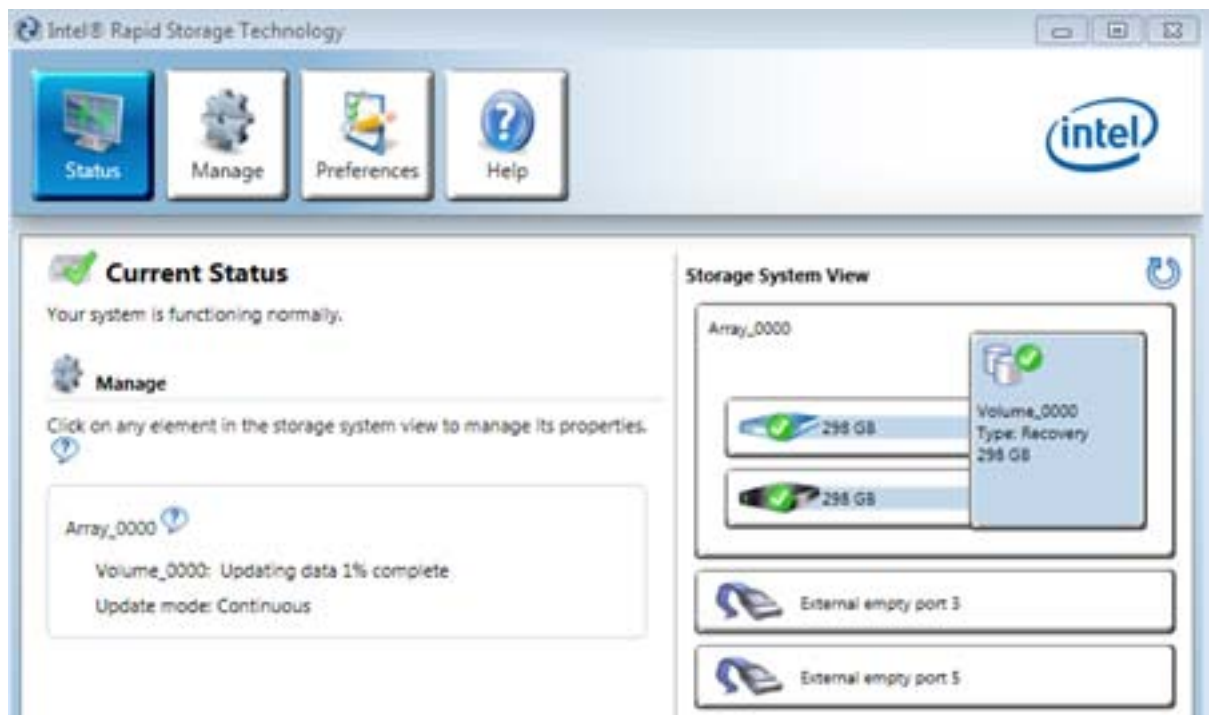 Intel® Rapid Storage Technology
Status
Manage
Preferences
Help
intel
Current Status
Your system is functioning normally.
Manage
Click on any element in the storage system view to manage its properties.
Array_0000
Volume_0000: Updating data 1% complete
Update mode: Continuous
Storage System View
Array_0000
298 GB
298 GB
Volume_0000
Type: Recovery
298 GB
External empty port 3
External empty port 5